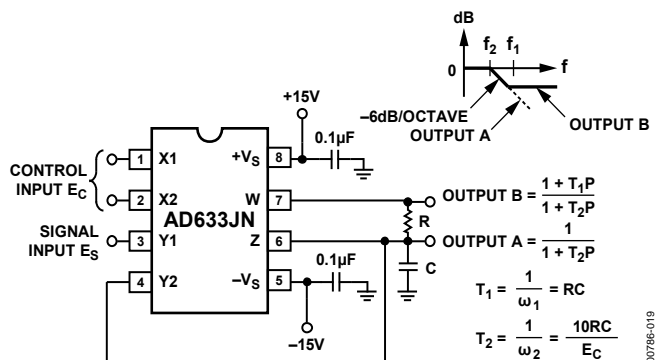 dB
f2 f1
0
f
–6dB/OCTAVE
OUTPUT A
OUTPUT B
+15V
0.1µF
CONTROL
INPUT EC
1 X1
+VS 8
2 X2
W 7
AD633JN
SIGNAL
INPUT ES
3 Y1
Z 6
4 Y2
–VS 5
0.1µF
–15V
R
C
OUTPUT B = 1 + T1P / 1 + T2P
OUTPUT A = 1 / 1 + T2P
T1 = 1 / ω1 = RC
T2 = 1 / ω2 = 10RC / EC
00786-019